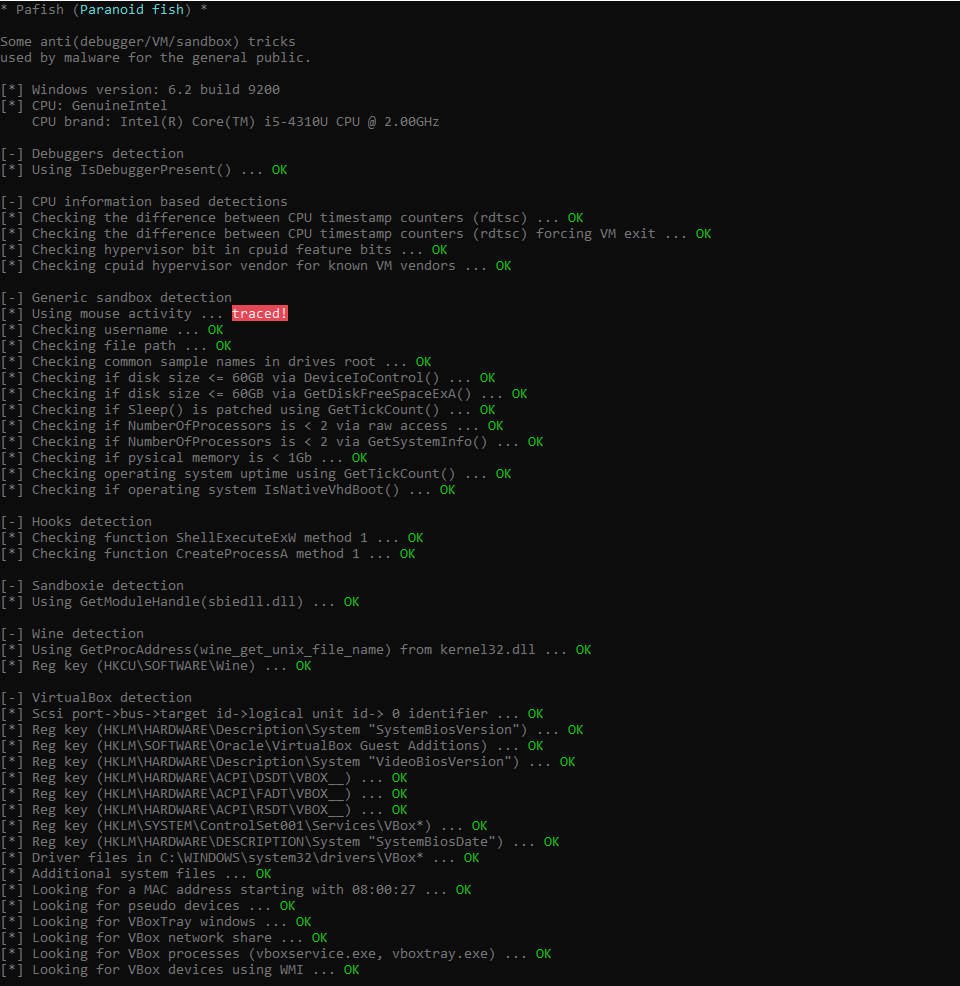 * Pafish (Paranoid fish) *
Some anti(debugger/VM/sandbox) tricks
used by malware for the general public.
[*] Windows version: 6.2 build 9200
[*] CPU: GenuineIntel
CPU brand: Intel(R) Core(TM) i5-4310U CPU @ 2.00GHz
[-] Debuggers detection
[*] Using IsDebuggerPresent() ... OK
[-] CPU information based detections
[*] Checking the difference between CPU timestamp counters (rdtsc) ... OK
[*] Checking the difference between CPU timestamp counters (rdtsc) forcing VM exit ... OK
[*] Checking hypervisor bit in cpuid feature bits ... OK
[*] Checking cpuid hypervisor vendor for known VM vendors ... OK
[-] Generic sandbox detection
[*] Using mouse activity ... traced!
[*] Checking username ... OK
[*] Checking file path ... OK
[*] Checking common sample names in drives root ... OK
[*] Checking if disk size <= 60GB via DeviceIoControl() ... OK
[*] Checking if disk size <= 60GB via GetDiskFreeSpaceExA() ... OK
[*] Checking if Sleep() is patched using GetTickCount() ... OK
[*] Checking if NumberOfProcessors is < 2 via raw access ... OK
[*] Checking if NumberOfProcessors is < 2 via GetSystemInfo() ... OK
[*] Checking if pysical memory is < 1Gb ... OK
[*] Checking operating system uptime using GetTickCount() ... OK
[*] Checking if operating system IsNativeVhdBoot() ... OK
[-] Hooks detection
[*] Checking function ShellExecuteExW method 1 ... OK
[*] Checking function CreateProcessA method 1 ... OK
[-] Sandboxie detection
[*] Using GetModuleHandle(sbiedll.dll) ... OK
[-] Wine detection
[*] Using GetProcAddress(wine_get_unix_file_name) from kernel32.dll ... OK
[*] Reg key (HKCU\SOFTWARE\Wine) ... OK
[-] VirtualBox detection
[*] Scsi port->bus->target id->logical unit id-> 0 identifier ... OK
[*] Reg key (HKLM\HARDWARE\Description\System "SystemBiosVersion") ... OK
[*] Reg key (HKLM\SOFTWARE\Oracle\VirtualBox Guest Additions) ... OK
[*] Reg key (HKLM\HARDWARE\Description\System "VideoBiosVersion") ... OK
[*] Reg key (HKLM\HARDWARE\ACPI\DSDT\VBOX__) ... OK
[*] Reg key (HKLM\HARDWARE\ACPI\FADT\VBOX__) ... OK
[*] Reg key (HKLM\HARDWARE\ACPI\RSDT\VBOX__) ... OK
[*] Reg key (HKLM\SYSTEM\ControlSet001\Services\VBox*) ... OK
[*] Reg key (HKLM\HARDWARE\DESCRIPTION\System "SystemBiosDate") ... OK
[*] Driver files in C:\WINDOWS\system32\drivers\VBox* ... OK
[*] Additional system files ... OK
[*] Looking for a MAC address starting with 08:00:27 ... OK
[*] Looking for pseudo devices ... OK
[*] Looking for VBoxTray windows ... OK
[*] Looking for VBox network share ... OK
[*] Looking for VBox processes (vboxservice.exe, vboxtray.exe) ... OK
[*] Looking for VBox devices using WMI ... OK